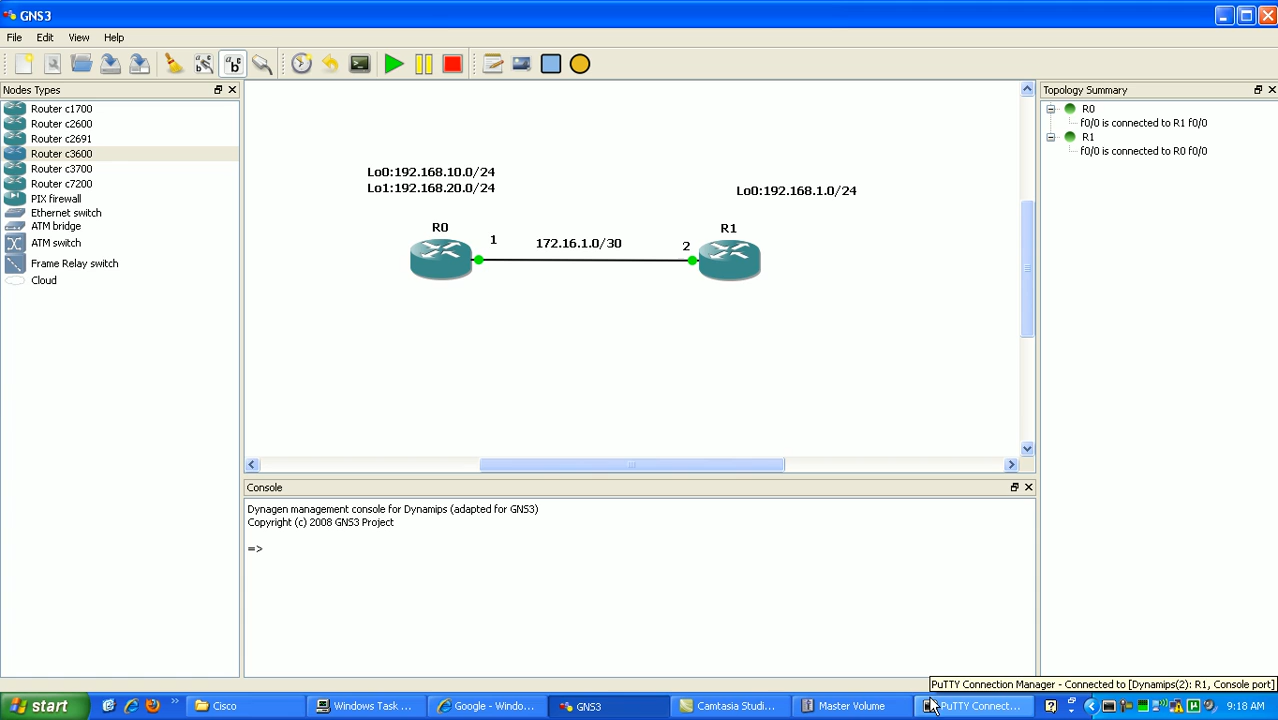 GNS3
File Edit View Help
Nodes Types
Router c1700
Router c2600
Router c2691
Router c3600
Router c3700
Router c7200
PIX firewall
Ethernet switch
ATM bridge
ATM switch
Frame Relay switch
Cloud
Lo0:192.168.10.0/24
Lo1:192.168.20.0/24
Lo0:192.168.1.0/24
R0
R1
1
172.16.1.0/30
2
Topology Summary
R0
f0/0 is connected to R1 f0/0
R1
f0/0 is connected to R0 f0/0
Console
Dynagen management console for Dynamips (adapted for GNS3)
Copyright (c) 2008 GNS3 Project
=>
PuTTY Connection Manager - Connected to [Dynamips(2): R1, Console port]
start
Cisco
Windows Task ...
Google - Windo...
GNS3
Camtasia Studi...
Master Volume
PuTTY Connect...
9:18 AM